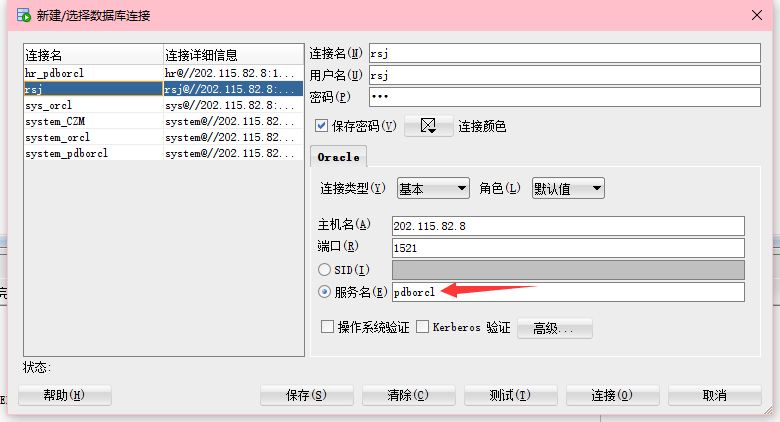 新建/选择数据库连接
连接名 连接详细信息
hr_pdborcl hr@//202.115.82.8:1...
rsj rsj@//202.115.82.8:...
sys_orcl sys@//202.115.82.8:...
system_CZM system@//202.115.82...
system_orcl system@//202.115.82...
system_pdborcl system@//202.115.82...
连接名(N) rsj
用户名(U) rsj
密码(P) •••
保存密码(V) 连接颜色
Oracle
连接类型(Y) 基本 角色(L) 默认值
主机名(A) 202.115.82.8
端口(R) 1521
SID(I)
服务名(E) pdborcl
操作系统验证 Kerberos 验证 高级...
状态:
帮助(H) 保存(S) 清除(C) 测试(T) 连接(O) 取消